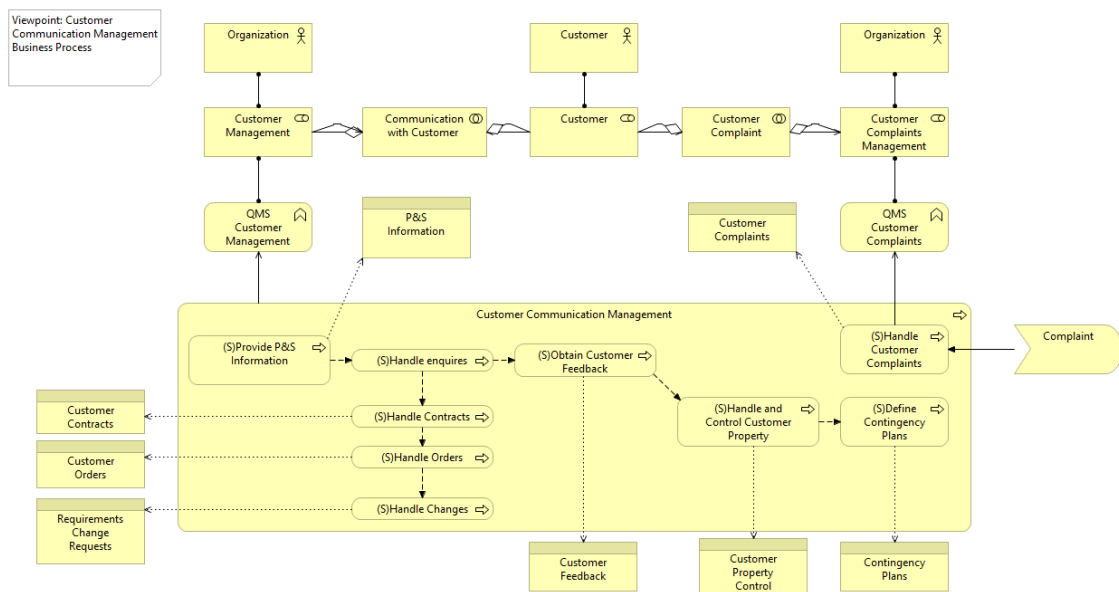 Viewpoint: Customer
Communication Management
Business Process
Organization
Customer
Organization
Customer
Management
Communication
with Customer
Customer
Customer
Complaint
Customer
Complaints
Management
QMS
Customer
Management
P&S
Information
Customer
Complaints
QMS
Customer
Complaints
Customer Communication Management
(S)Provide P&S
Information
(S)Handle enquires
(S)Obtain Customer
Feedback
(S)Handle
Customer
Complaints
Complaint
Customer
Contracts
(S)Handle Contracts
(S)Handle and
Control Customer
Property
(S)Define
Contingency
Plans
Customer
Orders
(S)Handle Orders
Requirements
Change
Requests
(S)Handle Changes
Customer
Feedback
Customer
Property
Control
Contingency
Plans